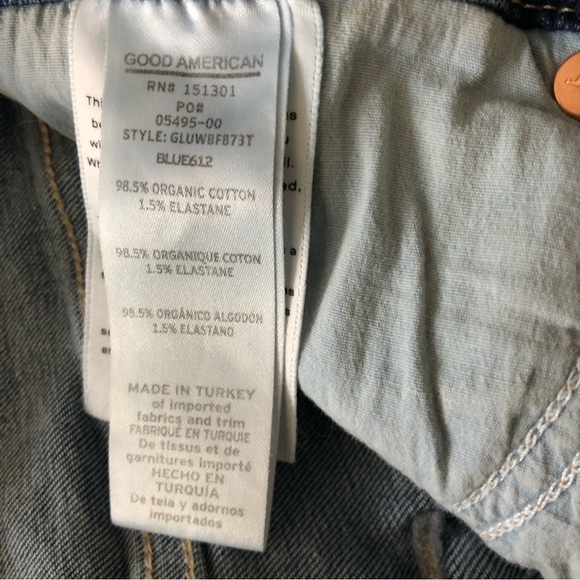 GOOD AMERICAN
RN# 151301
PO#
05495-00
STYLE: GLUWBF873T
BLUE612
98.5% ORGANIC COTTON
1.5% ELASTANE
98.5% ORGANIQUE COTON
1.5% ELASTANE
98.5% ORGÁNICO ALGODÓN
1.5% ELASTANO
MADE IN TURKEY
of imported
fabrics and trim
FABRIQUÉ EN TURQUIE
De tissus et de
garnitures importé
HECHO EN
TURQUÍA
De tela y adornos
importados